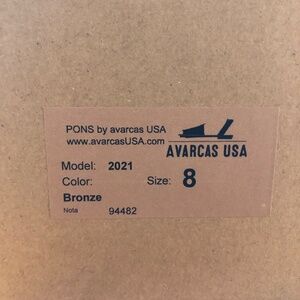 PONS by avarcas USA
www.avarcasUSA.com
AVARCAS USA
Model: 2021
Color: Size: 8
Bronze
Nota 94482